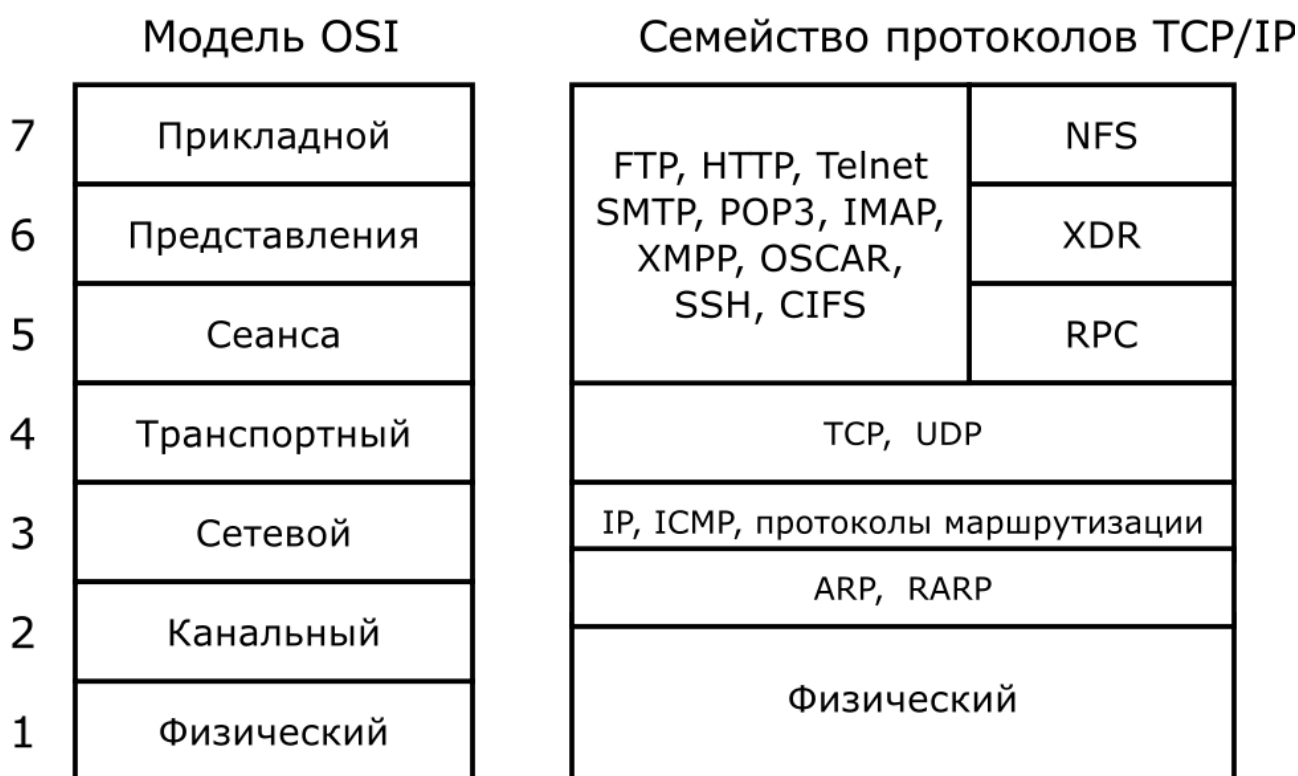 Модель OSI
Семейство протоколов TCP/IP
7
Прикладной
6
Представления
5
Сеанса
4
Транспортный
3
Сетевой
2
Канальный
1
Физический
FTP, HTTP, Telnet
SMTP, POP3, IMAP,
XMPP, OSCAR,
SSH, CIFS
NFS
XDR
RPC
TCP, UDP
IP, ICMP, протоколы маршрутизации
ARP, RARP
Физический